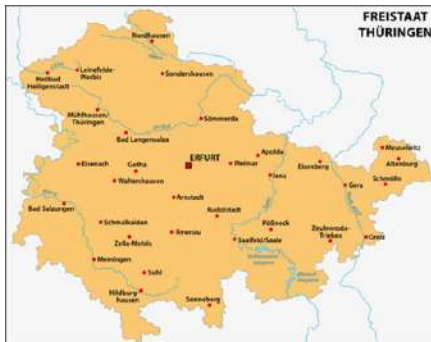 FREISTAAT
THÜRINGEN
Nordhausen
Leinefelde-
Worbis
Heilbad
Heiligenstadt
Sondershausen
Mühlhausen/
Thüringen
Sömmerda
Bad Langensalza
Meuselwitz
Altenburg
Schmölln
Eisenach
Gotha
ERFURT
Weimar
Apolda
Eisenberg
Jena
Gera
Waltershausen
Arnstadt
Bad Salzungen
Rudolstadt
Schmalkalden
Ilmenau
Pößneck
Zeulenroda-
Triebes
Greiz
Zella-Mehlis
Saalfeld/Saale
Meiningen
Suhl
Hildburg
hausen
Sonneberg